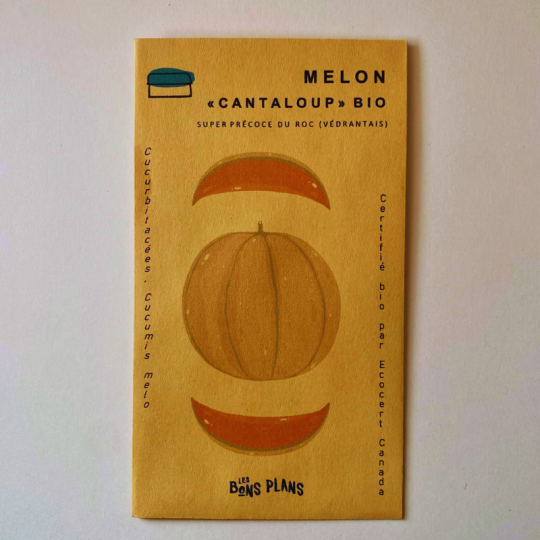 MELON
«CANTALOUP» BIO
SUPER PRÉCOCE DU ROC (VÉDRANTAIS)
Cucurbitacées. Cucumis melo
Certifié bio par Ecocert Canada
LES
BONS PLANS